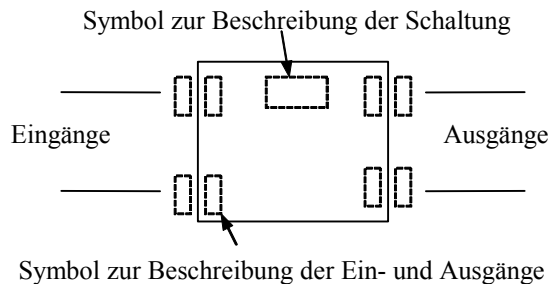 Symbol zur Beschreibung der Schaltung
Eingänge
Ausgänge
Symbol zur Beschreibung der Ein- und Ausgänge